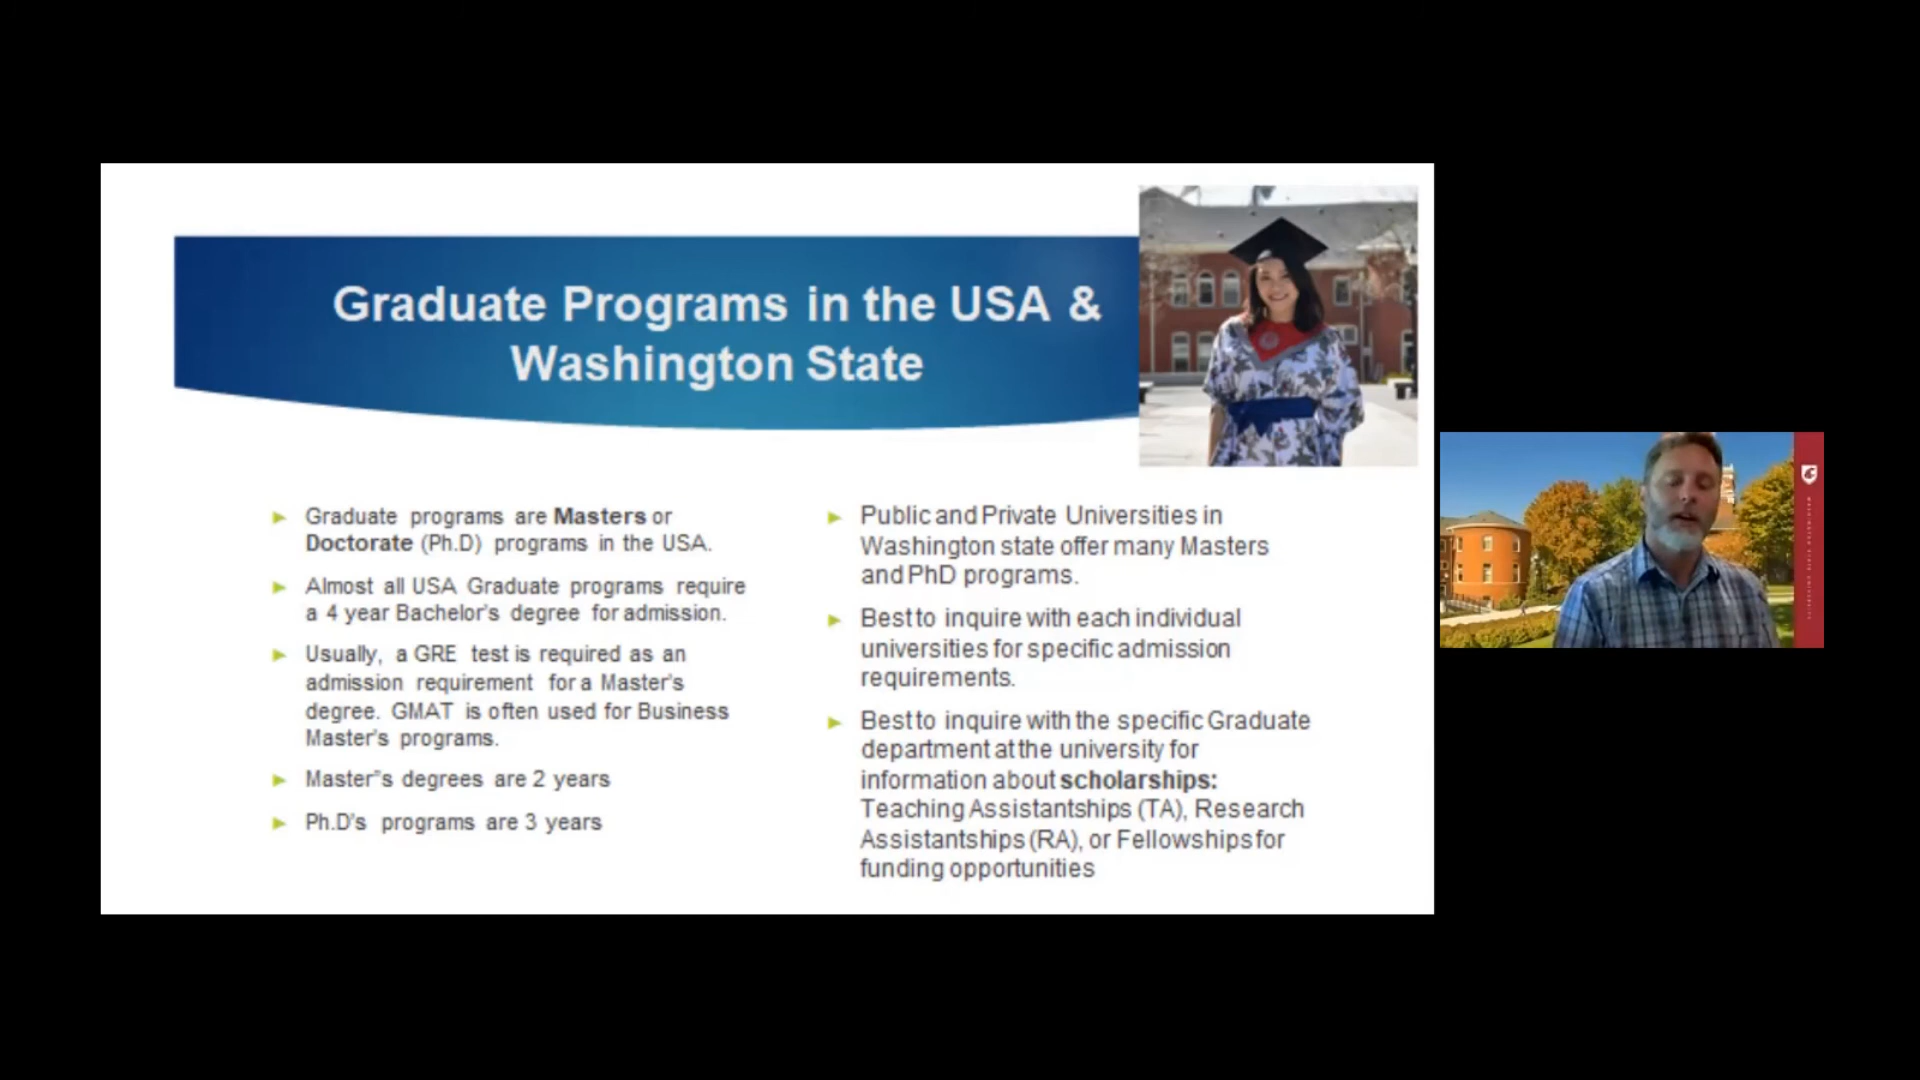 Graduate Programs in the USA &
Washington State
Graduate programs are Masters or
Doctorate (Ph.D) programs in the USA.
Almost all USA Graduate programs require
a 4 year Bachelor's degree for admission.
Usually, a GRE test is required as an
admission requirement for a Master's
degree. GMAT is often used for Business
Master's programs.
Master"s degrees are 2 years
Ph.D's programs are 3 years
Public and Private Universities in
Washington state offer many Masters
and PhD programs.
Best to inquire with each individual
universities for specific admission
requirements.
Best to inquire with the specific Graduate
department at the university for
information about scholarships:
Teaching Assistantships (TA), Research
Assistantships (RA), or Fellowships for
funding opportunities